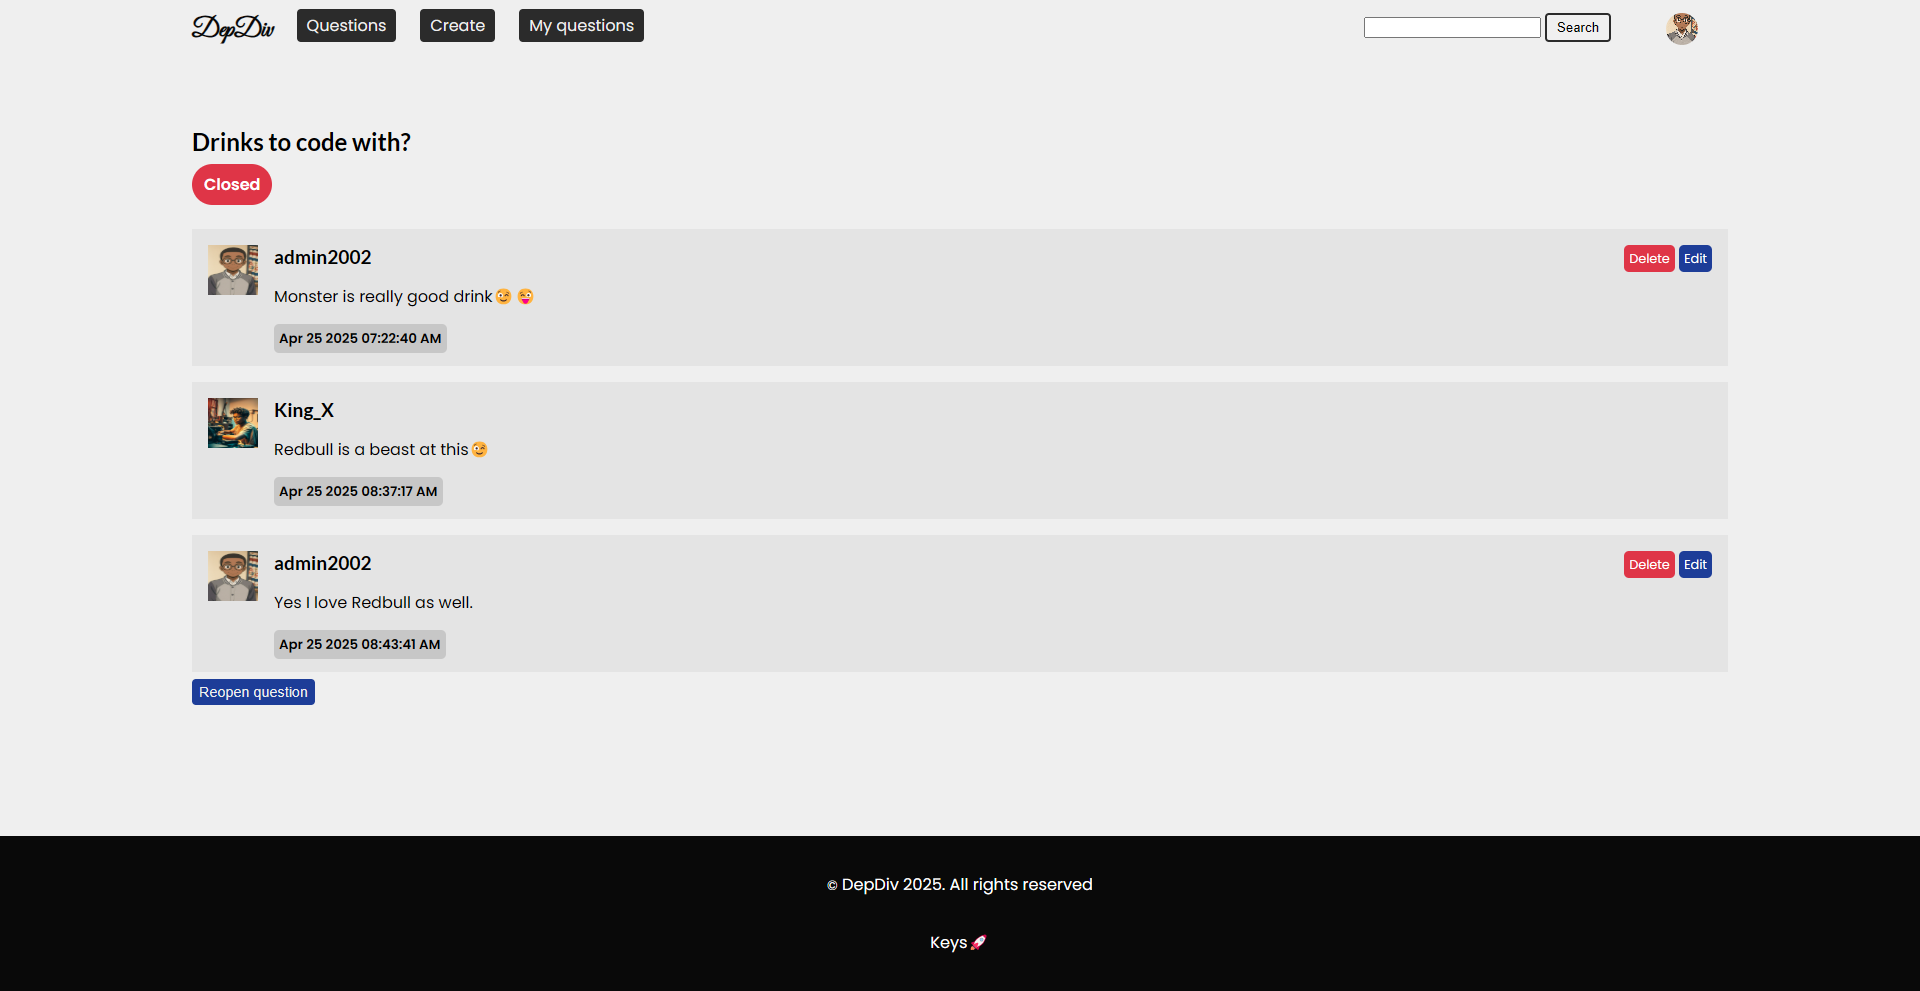 DepDiv Questions Create My questions Search
Drinks to code with?
Closed
admin2002 Delete Edit
Monster is really good drink😉 😜
Apr 25 2025 07:22:40 AM
King_X
Redbull is a beast at this😉
Apr 25 2025 08:37:17 AM
admin2002 Delete Edit
Yes I love Redbull as well.
Apr 25 2025 08:43:41 AM
Reopen question
© DepDiv 2025. All rights reserved
Keys🚀